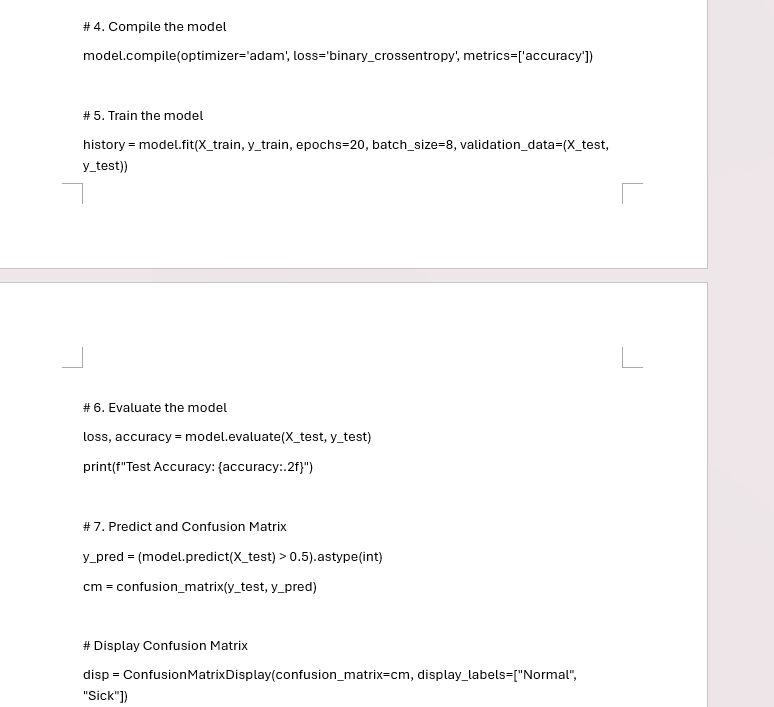 # 4. Compile the model
model.compile(optimizer='adam', loss='binary_crossentropy', metrics=['accuracy'])
# 5. Train the model
history = model.fit(X_train, y_train, epochs=20, batch_size=8, validation_data=(X_test,
y_test))
# 6. Evaluate the model
loss, accuracy = model.evaluate(X_test, y_test)
print(f"Test Accuracy: {accuracy:.2f}")
# 7. Predict and Confusion Matrix
y_pred = (model.predict(X_test) > 0.5).astype(int)
cm = confusion_matrix(y_test, y_pred)
# Display Confusion Matrix
disp = ConfusionMatrixDisplay(confusion_matrix=cm, display_labels=["Normal",
"Sick"])